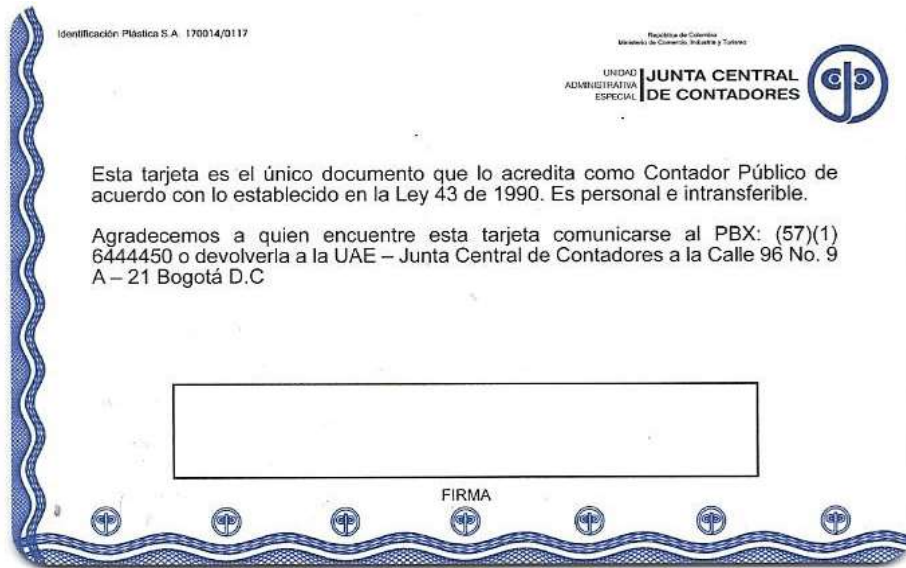 Identificación Plástica S.A. 170014/0117
República de Colombia
Ministerio de Comercio, Industria y Turismo
UNIDAD
ADMINISTRATIVA
ESPECIAL
JUNTA CENTRAL
DE CONTADORES
Esta tarjeta es el único documento que lo acredita como Contador Público de
acuerdo con lo establecido en la Ley 43 de 1990. Es personal e intransferible.
Agradecemos a quien encuentre esta tarjeta comunicarse al PBX: (57)(1)
6444450 o devolverla a la UAE – Junta Central de Contadores a la Calle 96 No. 9
A – 21 Bogotá D.C
FIRMA